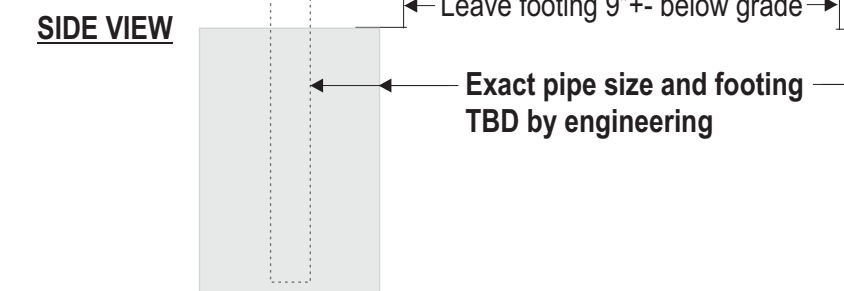 Leave footing 9"+- below grade
SIDE VIEW
Exact pipe size and footing
TBD by engineering